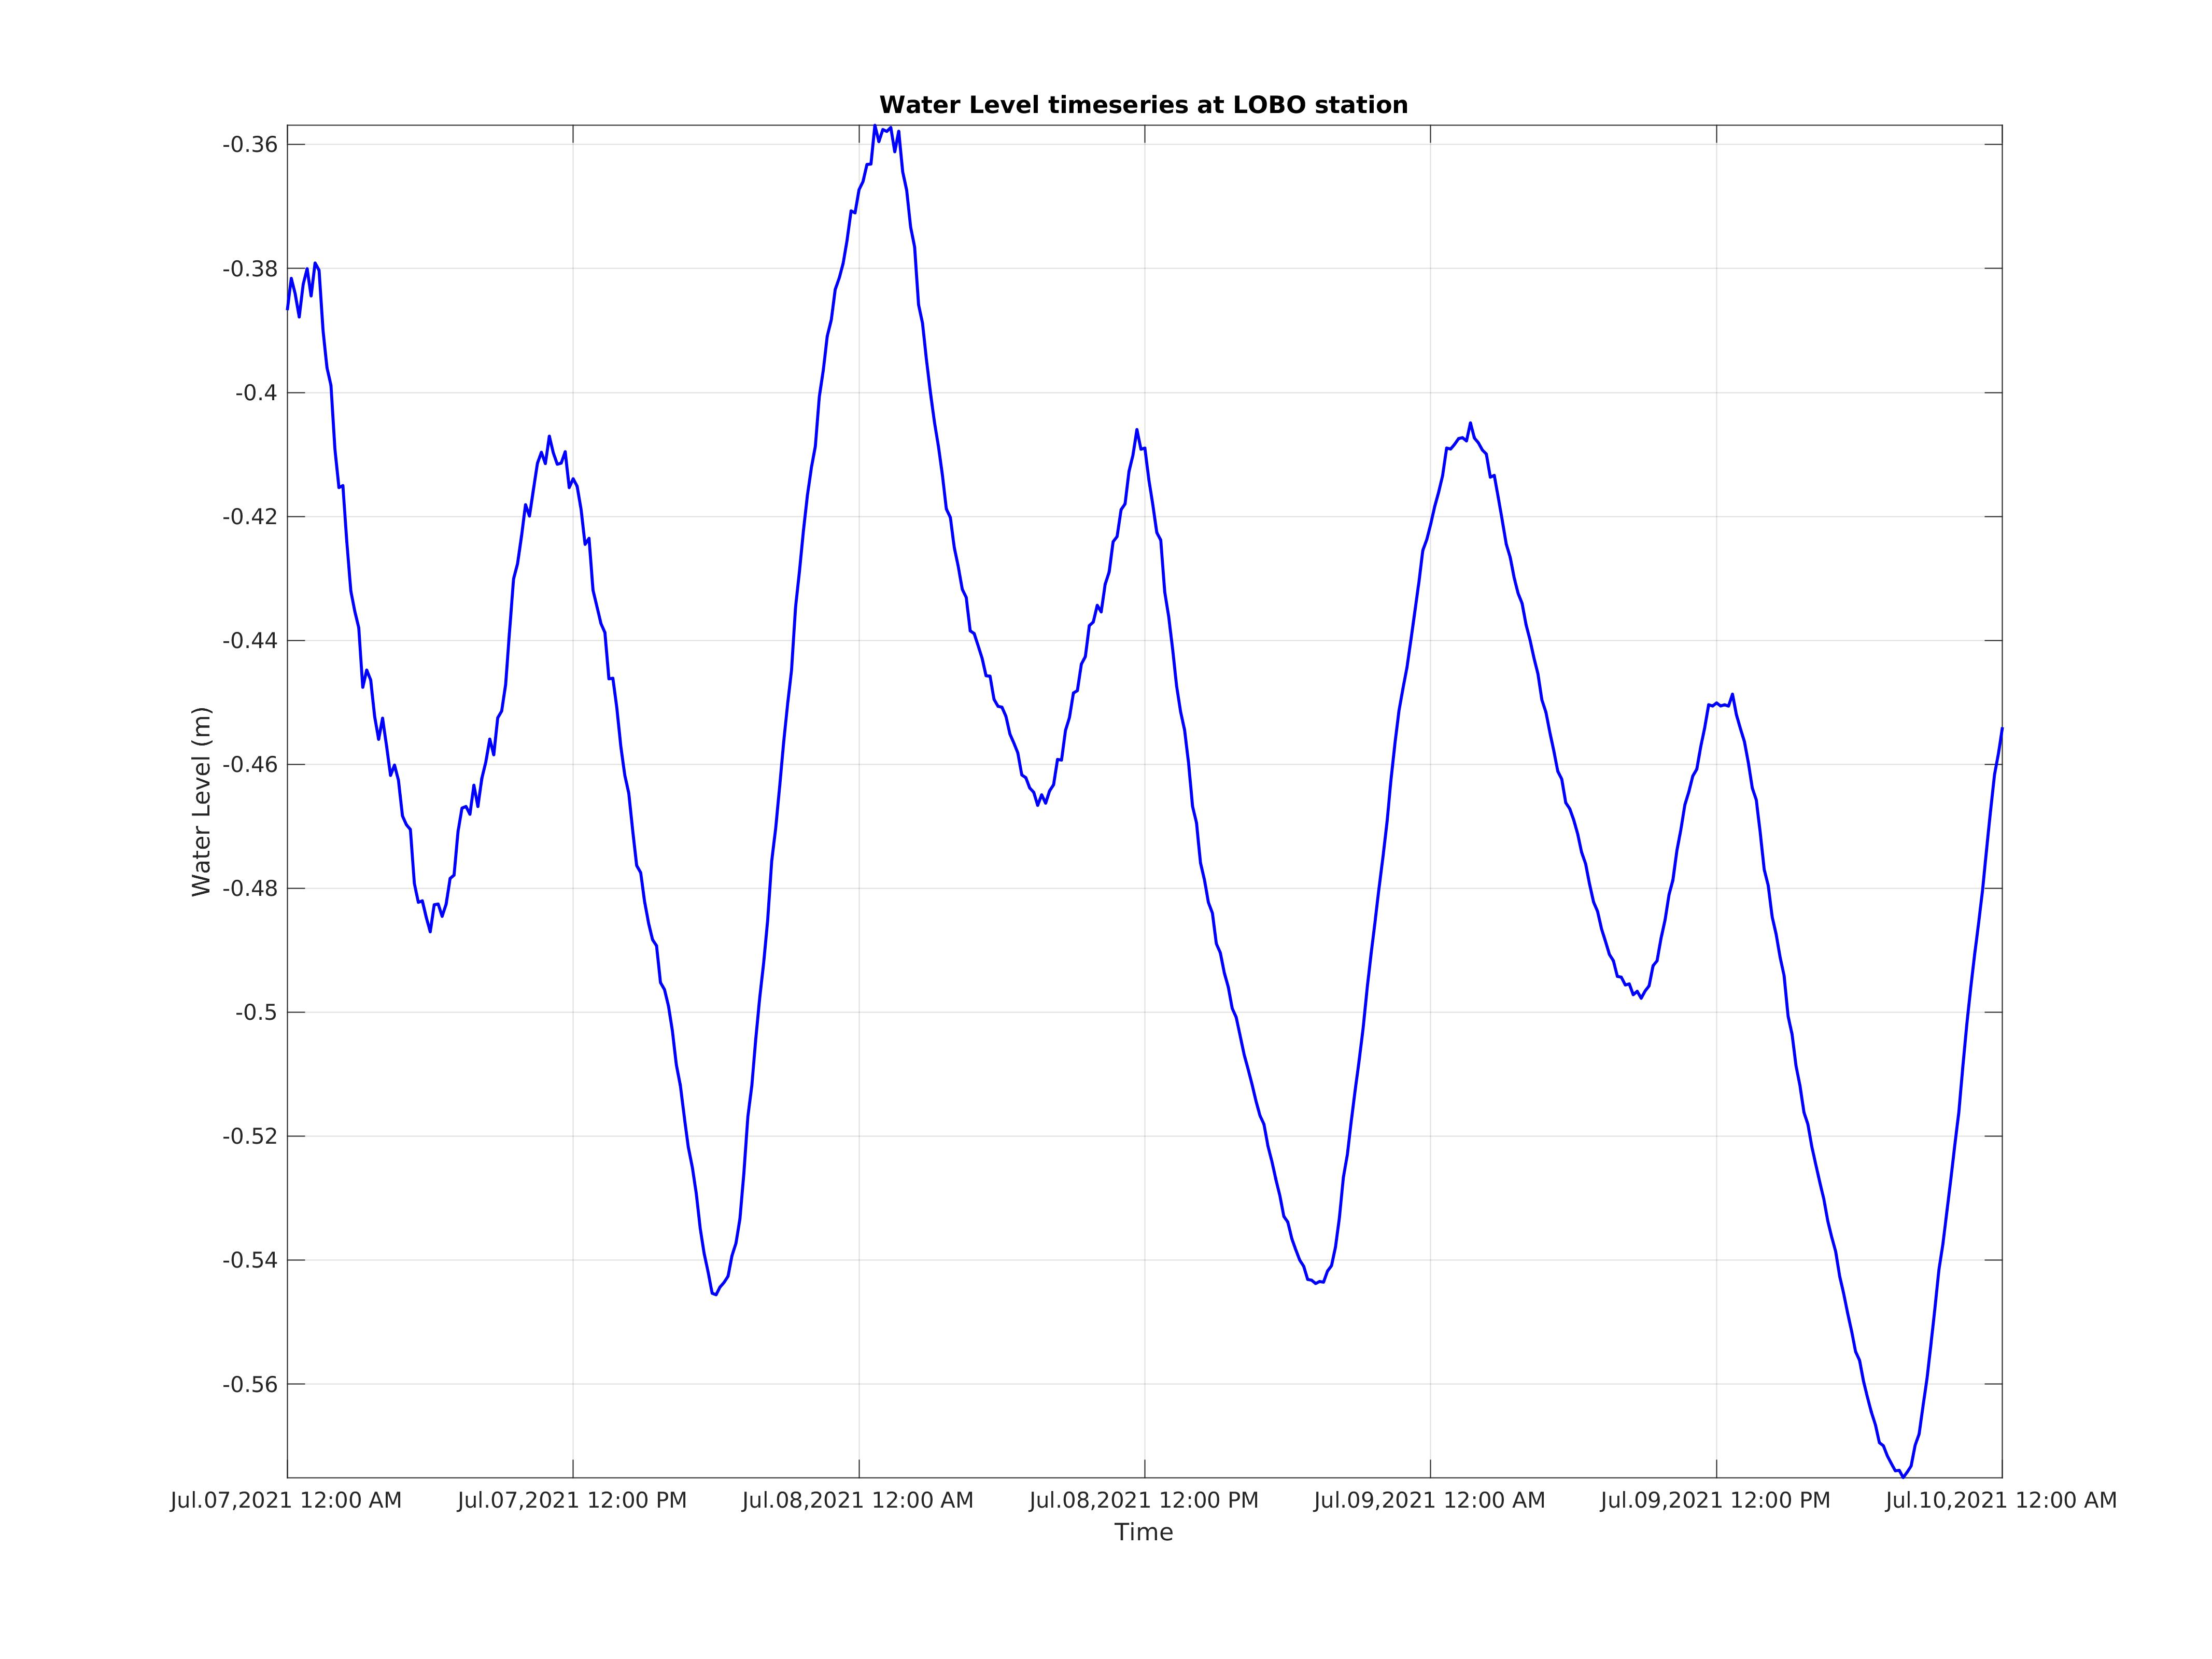 Water Level timeseries at LOBO station
-0.36
-0.38
-0.4
-0.42
-0.44
-0.46
-0.48
-0.5
-0.52
-0.54
-0.56
Water Level (m)
Jul.07,2021 12:00 AM
Jul.07,2021 12:00 PM
Jul.08,2021 12:00 AM
Jul.08,2021 12:00 PM
Jul.09,2021 12:00 AM
Jul.09,2021 12:00 PM
Jul.10,2021 12:00 AM
Time